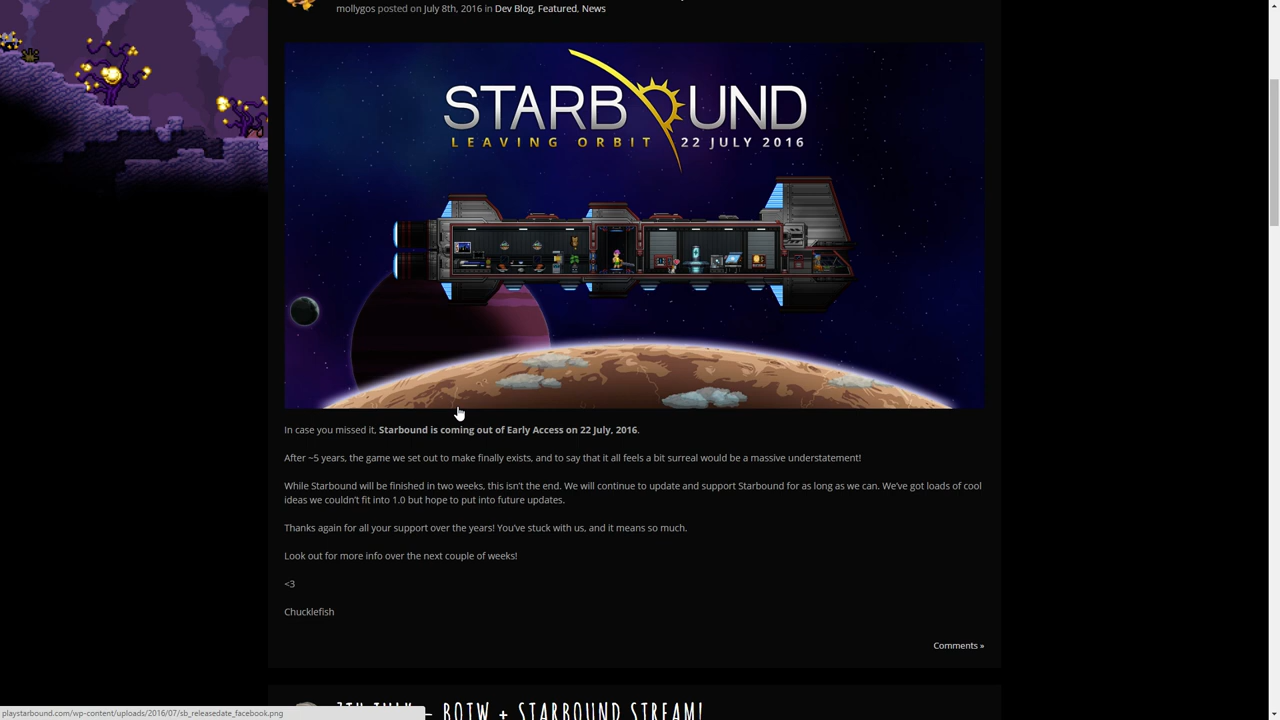 mollygos posted on July 8th, 2016 in Dev Blog, Featured, News
STARBOUND
LEAVING ORBIT 22 JULY 2016
In case you missed it, Starbound is coming out of Early Access on 22 July, 2016.
After ~5 years, the game we set out to make finally exists, and to say that it all feels a bit surreal would be a massive understatement!
While Starbound will be finished in two weeks, this isn't the end. We will continue to update and support Starbound for as long as we can. We've got loads of cool
ideas we couldn't fit into 1.0 but hope to put into future updates.
Thanks again for all your support over the years! You've stuck with us, and it means so much.
Look out for more info over the next couple of weeks!
<3
Chucklefish
Comments »
7TH JULY – BOTW + STARBOUND STREAM!
playstarbound.com/wp-content/uploads/2016/07/sb_releasedate_facebook.png